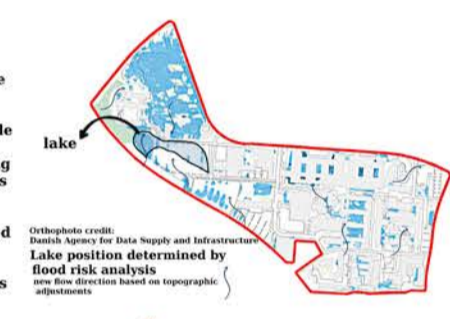 e
le
lake
g
s
d
Orthophoto credit:
Danish Agency for Data Supply and Infrastructure
Lake position determined by
flood risk analysis
new flow direction based on topographic
adjustments
s